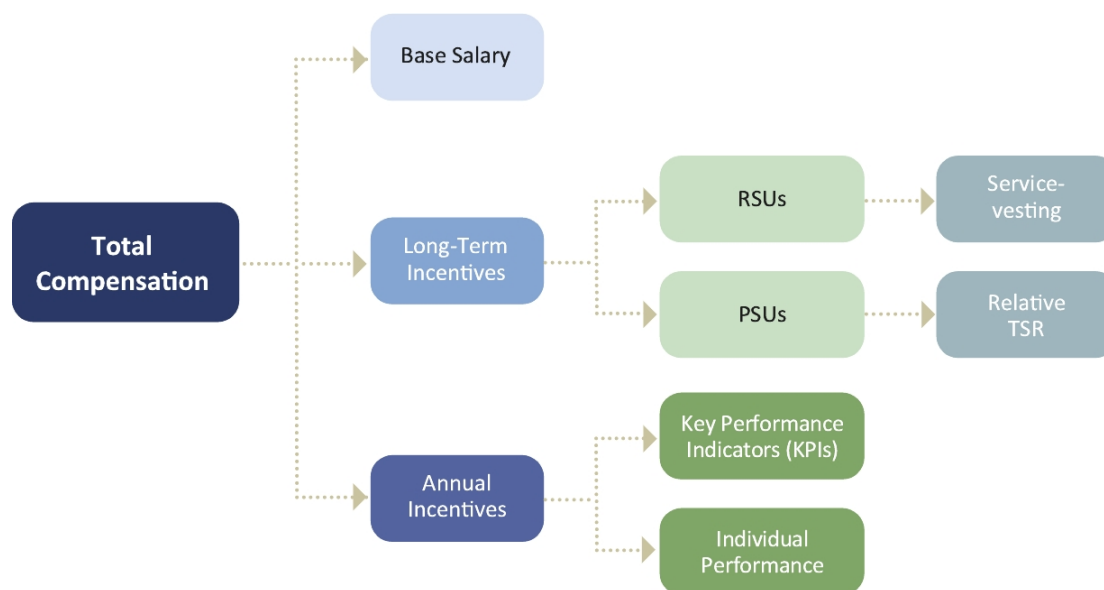 Base Salary
Total
Compensation
Long-Term
Incentives
RSUs
Service-
vesting
PSUs
Relative
TSR
Annual
Incentives
Key Performance
Indicators (KPIs)
Individual
Performance